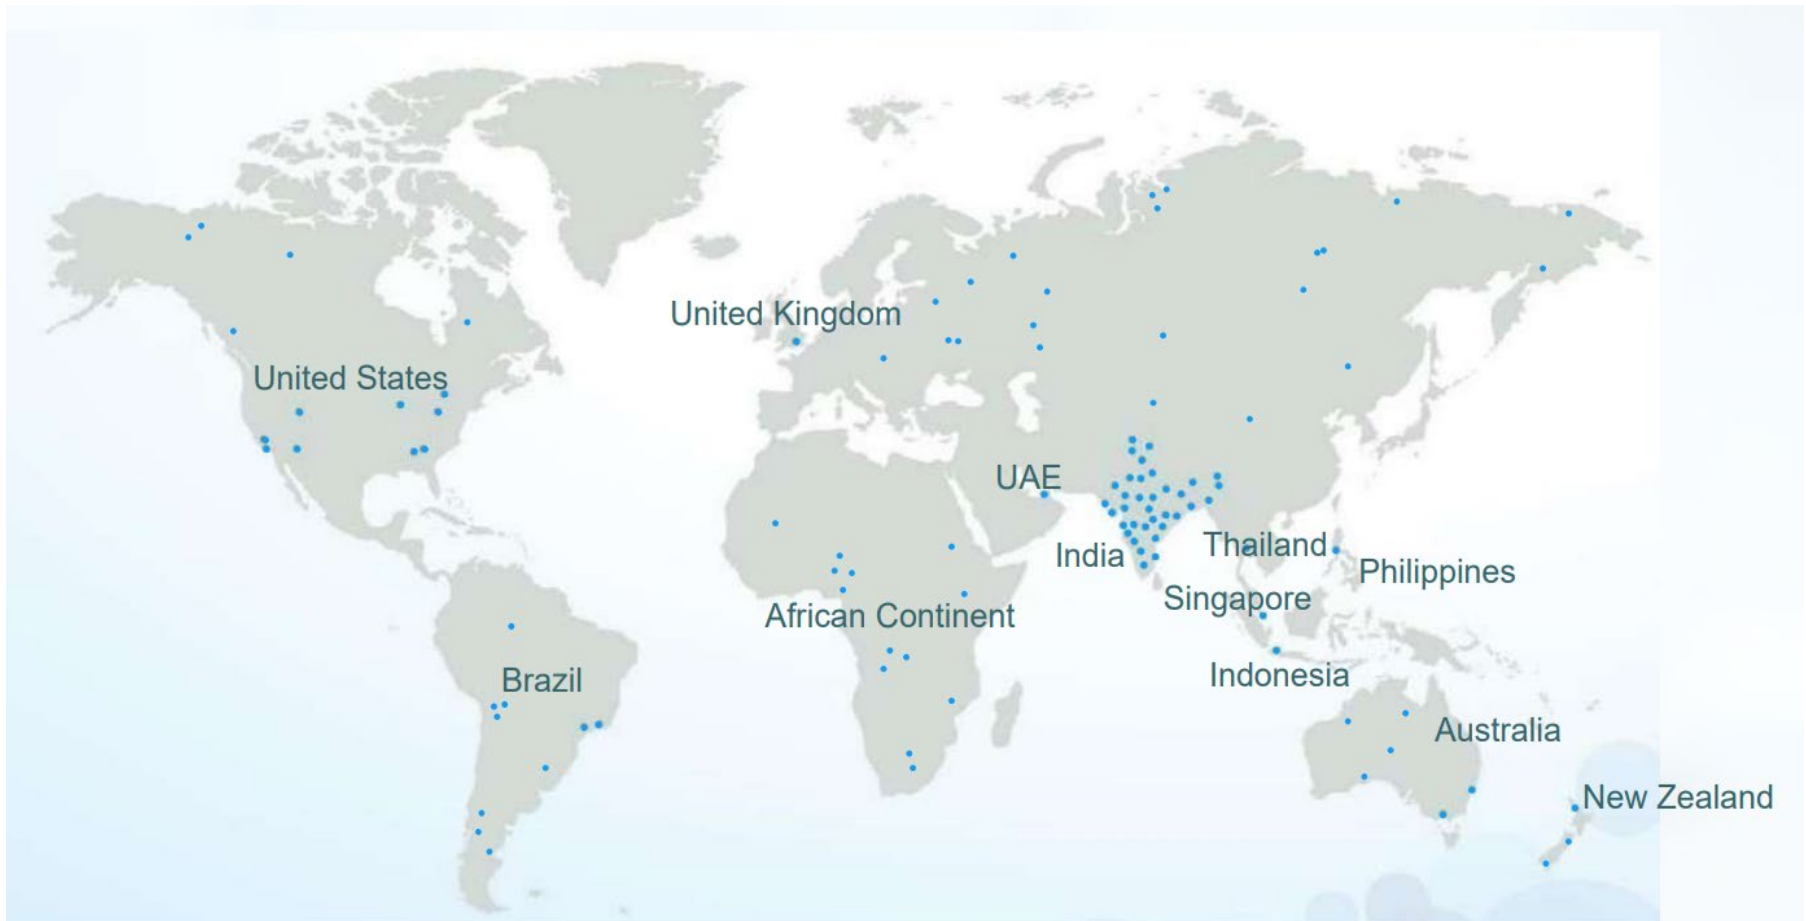 United Kingdom
United States
UAE
Thailand
India
Philippines
Singapore
African Continent
Indonesia
Brazil
Australia
New Zealand